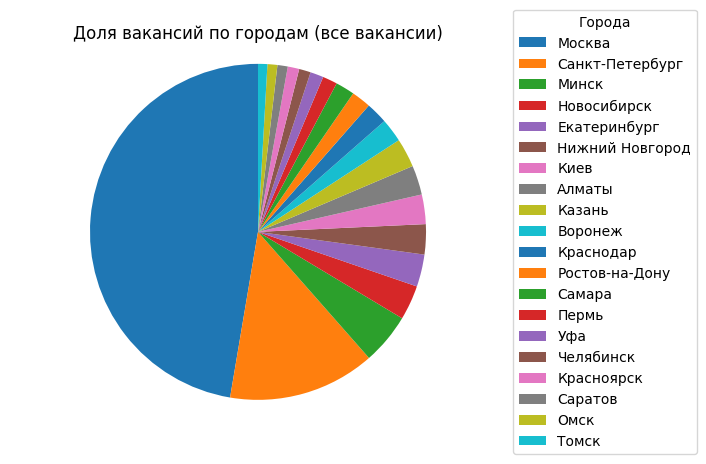 Доля вакансий по городам (все вакансии)
Города
Москва
Санкт-Петербург
Минск
Новосибирск
Екатеринбург
Нижний Новгород
Киев
Алматы
Казань
Воронеж
Краснодар
Ростов-на-Дону
Самара
Пермь
Уфа
Челябинск
Красноярск
Саратов
Омск
Томск